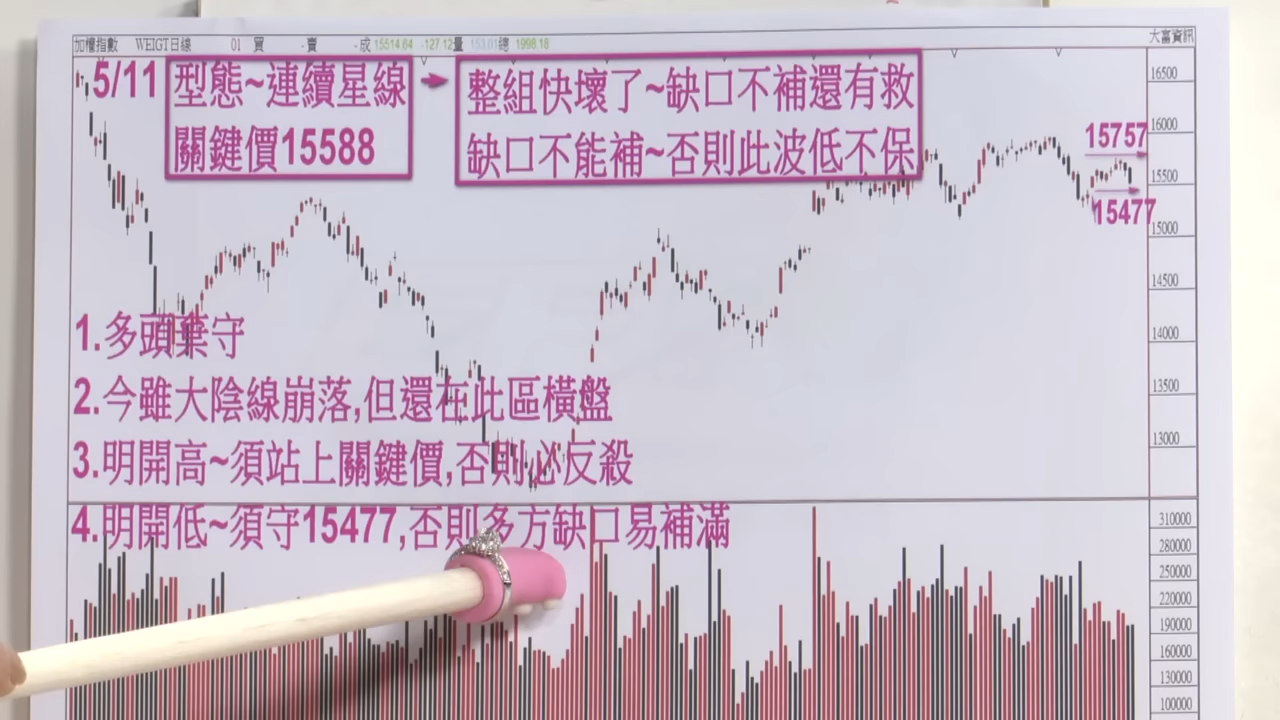 加權指數 WEIGT日線 01 買 -賣 -成 15514.64 -127.12量 153.01總 1998.18
大富資訊
5/11
型態~連續星線
關鍵價15588
整組快壞了~缺口不補還有救
缺口不能補~否則此波低不保
16500
16000
15757
15500
15477
15000
14500
14000
13500
13000
1.多頭棄守
2.今雖大陰線崩落,但還在此區橫盤
3.明開高~須站上關鍵價,否則必反殺
4.明開低~須守15477,否則多方缺口易補滿
310000
280000
250000
220000
190000
160000
130000
100000